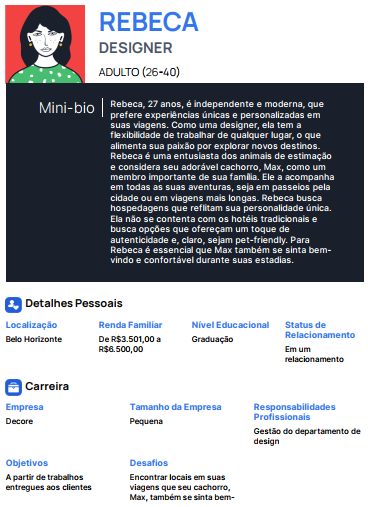 REBECA
DESIGNER
ADULTO (26-40)
Mini-bio
Rebeca, 27 anos, é independente e moderna, que
prefere experiências únicas e personalizadas em
suas viagens. Como uma designer, ela tem a
flexibilidade de trabalhar de qualquer lugar, o que
alimenta sua paixão por explorar novos destinos.
Rebeca é uma entusiasta dos animais de estimação
e considera seu adorável cachorro, Max, como um
membro importante de sua família. Ele a acompanha
em todas as suas aventuras, seja em passeios pela
cidade ou em viagens mais longas. Rebeca busca
hospedagens que reflitam sua personalidade única.
Ela não se contenta com os hotéis tradicionais e
busca opções que ofereçam um toque de
autenticidade e, claro, sejam pet-friendly. Para
Rebeca é essencial que Max também se sinta bem-
vindo e confortável durante suas estadias.
Detalhes Pessoais
Localização
Belo Horizonte
Renda Familiar
De R$3.501,00 a
R$6.500,00
Nível Educacional
Graduação
Status de
Relacionamento
Em um
relacionamento
Carreira
Empresa
Decore
Tamanho da Empresa
Pequena
Responsabilidades
Profissionais
Gestão do departamento de
design
Objetivos
A partir de trabalhos
entregues aos clientes
Desafios
Encontrar locais em suas
viagens que seu cachorro,
Max, também se sinta bem-